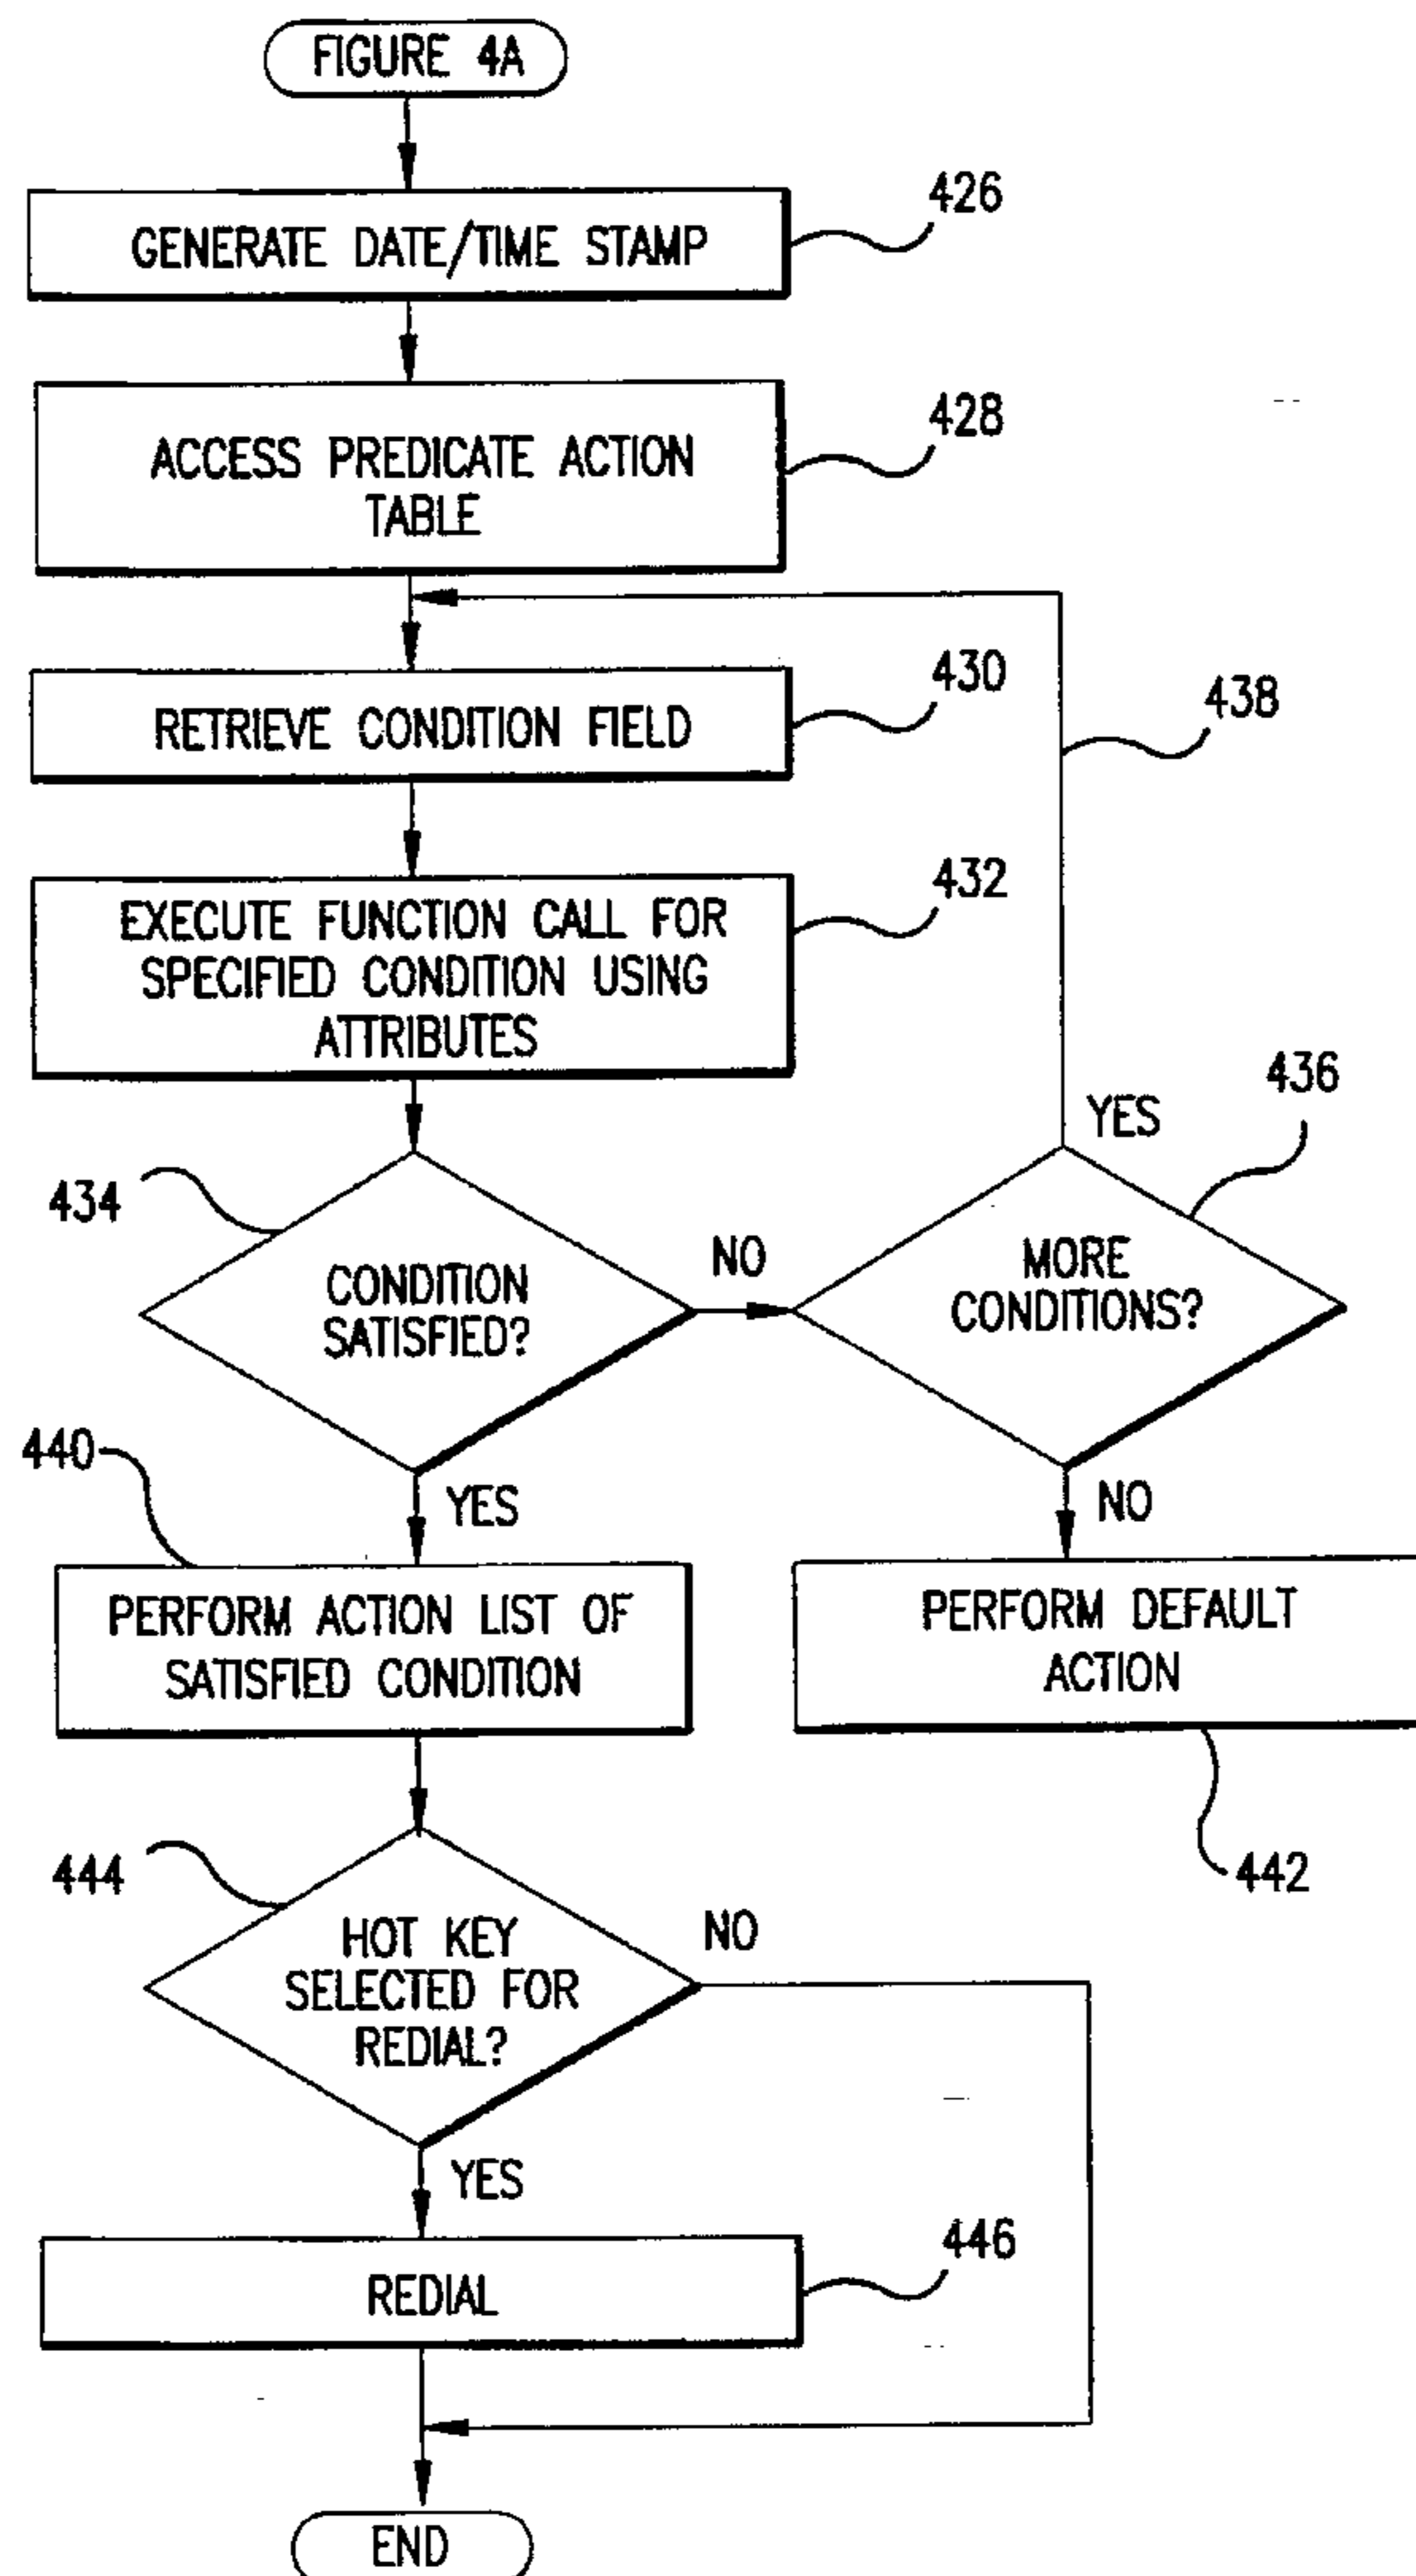 FIGURE 4A
426
GENERATE DATE/TIME STAMP
428
ACCESS PREDICATE ACTION
TABLE
430
438
RETRIEVE CONDITION FIELD
432
EXECUTE FUNCTION CALL FOR
SPECIFIED CONDITION USING
ATTRIBUTES
436
YES
434
NO
CONDITION
SATISFIED?
MORE
CONDITIONS?
440
YES
NO
PERFORM ACTION LIST OF
SATISFIED CONDITION
PERFORM DEFAULT
ACTION
444
442
HOT KEY
SELECTED FOR
REDIAL?
NO
YES
446
REDIAL
END